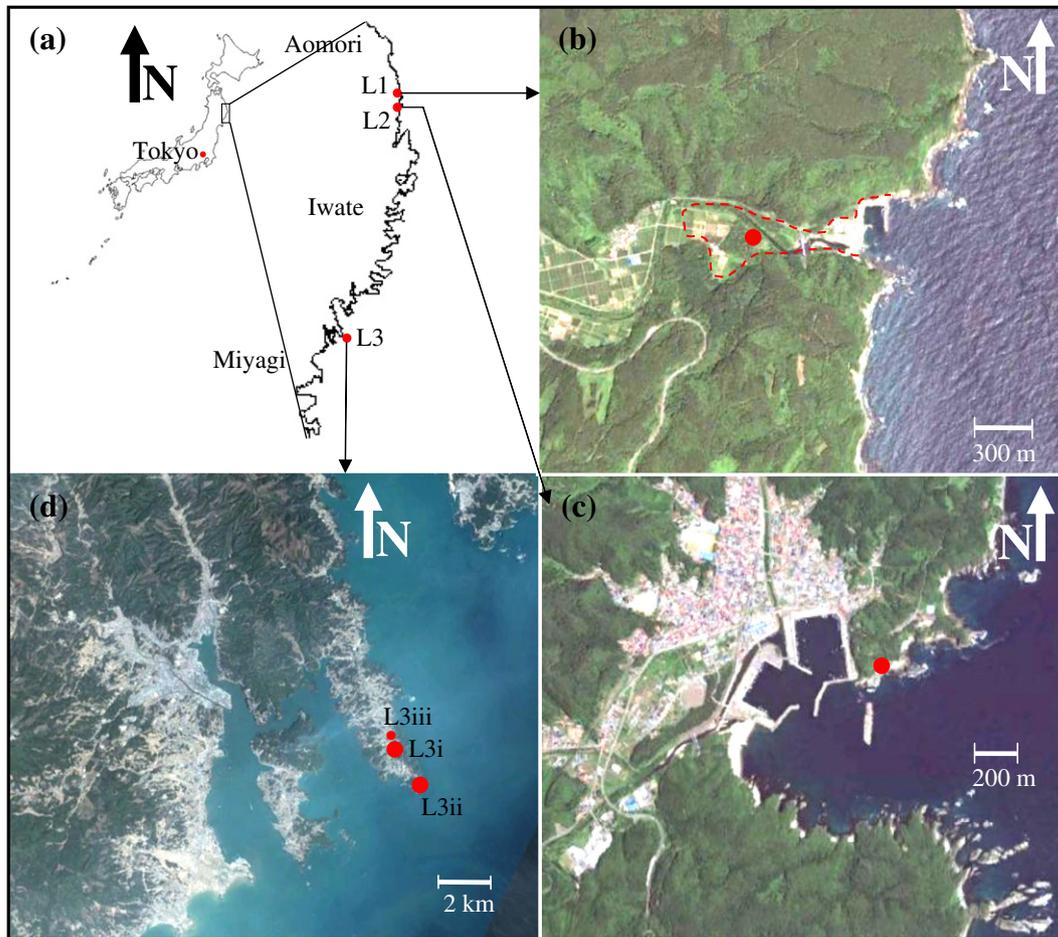 (a)
N
Aomori
L1
L2
Tokyo
Iwate
L3
Miyagi
(b)
N
300 m
(d)
N
L3iii
L3i
L3ii
2 km
(c)
N
200 m